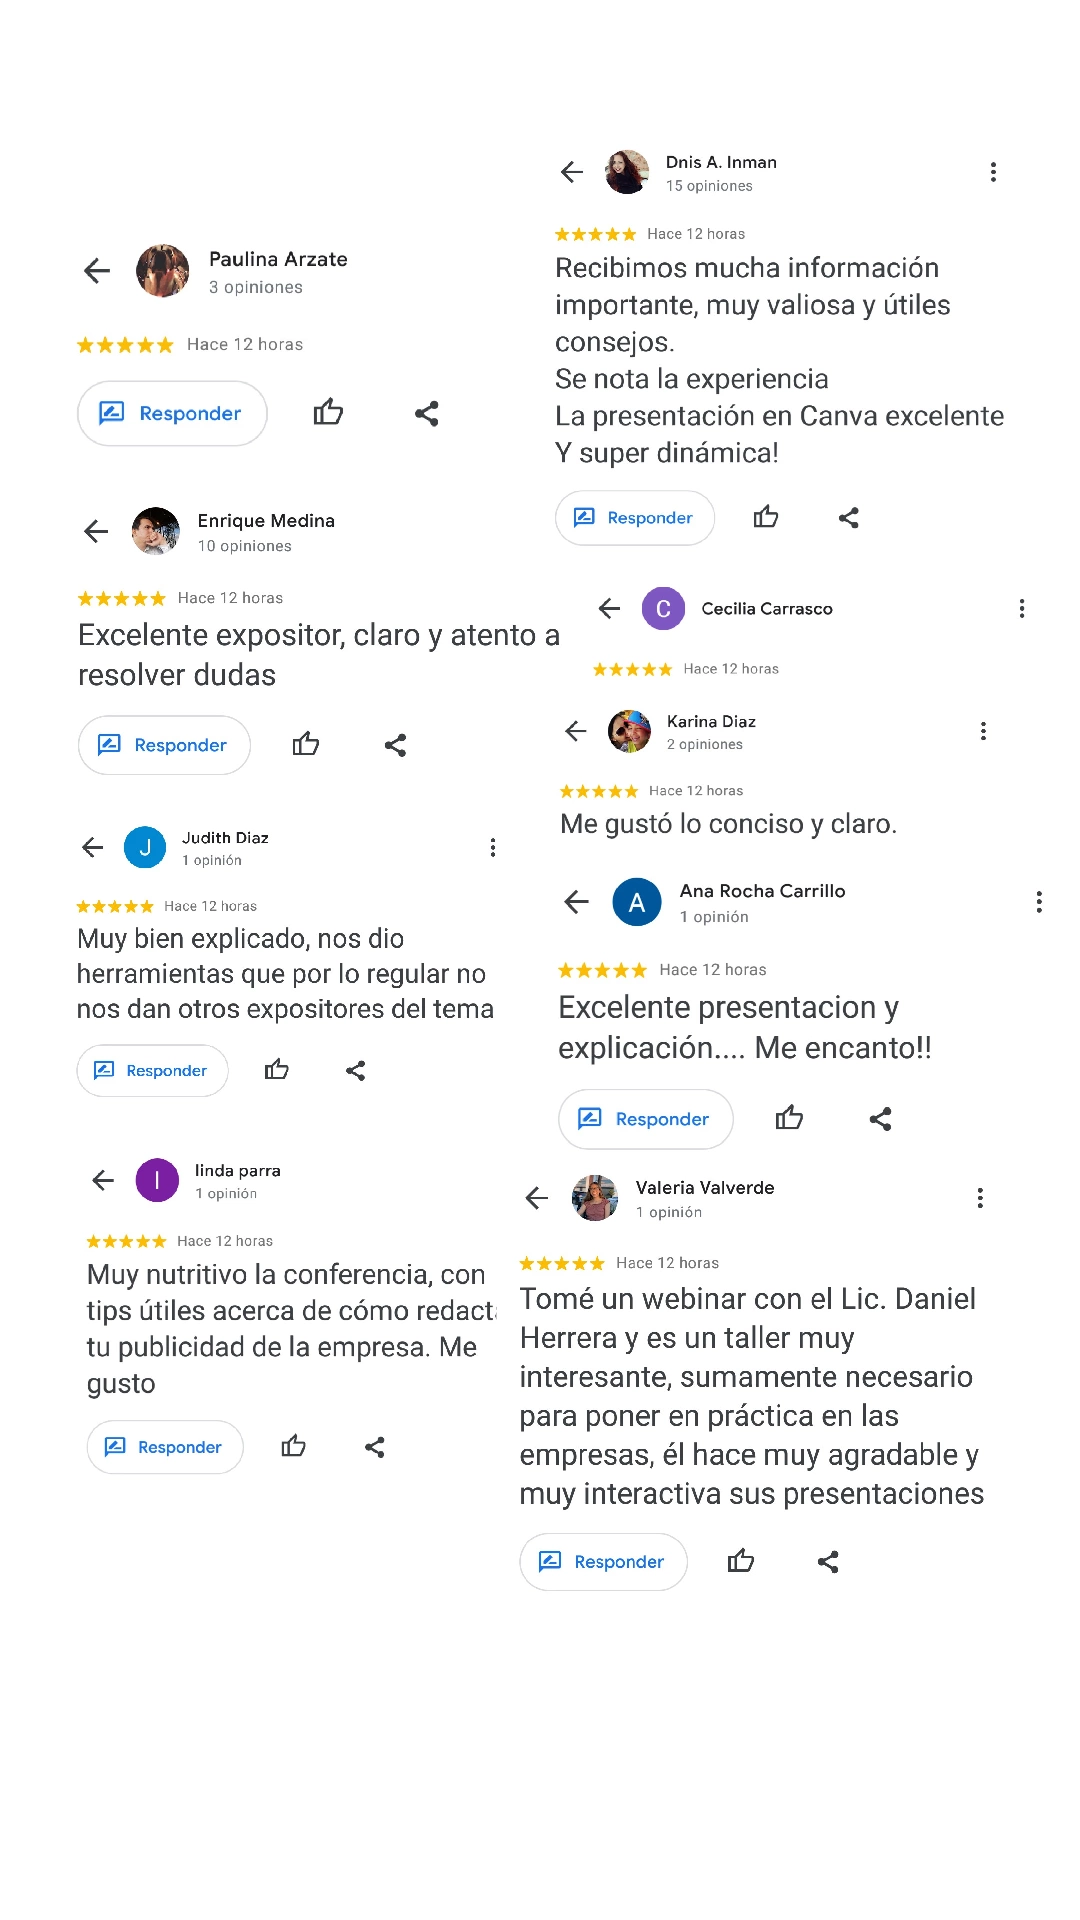 Paulina Arzate
3 opiniones
Hace 12 horas
Responder
Enrique Medina
10 opiniones
Hace 12 horas
Excelente expositor, claro y atento a
resolver dudas
Responder
J
Judith Diaz
1 opinión
Hace 12 horas
Muy bien explicado, nos dio
herramientas que por lo regular no
nos dan otros expositores del tema
Responder
l
linda parra
1 opinión
Hace 12 horas
Muy nutritivo la conferencia, con
tips útiles acerca de cómo redacta
tu publicidad de la empresa. Me
gusto
Responder
Dnis A. Inman
15 opiniones
Hace 12 horas
Recibimos mucha información
importante, muy valiosa y útiles
consejos.
Se nota la experiencia
La presentación en Canva excelente
Y super dinámica!
Responder
C
Cecilia Carrasco
Hace 12 horas
Karina Diaz
2 opiniones
Hace 12 horas
Me gustó lo conciso y claro.
A
Ana Rocha Carrillo
1 opinión
Hace 12 horas
Excelente presentacion y
explicación.... Me encanto!!
Responder
Valeria Valverde
1 opinión
Hace 12 horas
Tomé un webinar con el Lic. Daniel
Herrera y es un taller muy
interesante, sumamente necesario
para poner en práctica en las
empresas, él hace muy agradable y
muy interactiva sus presentaciones
Responder